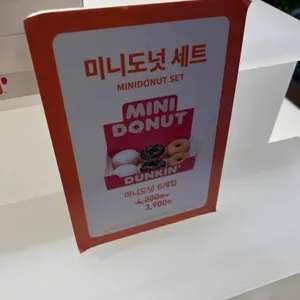 미니도넛 세트
MINIDONUT SET
MINI
DONUT
DUNKIN'
미니도넛 6개입
4,300원
3,900원